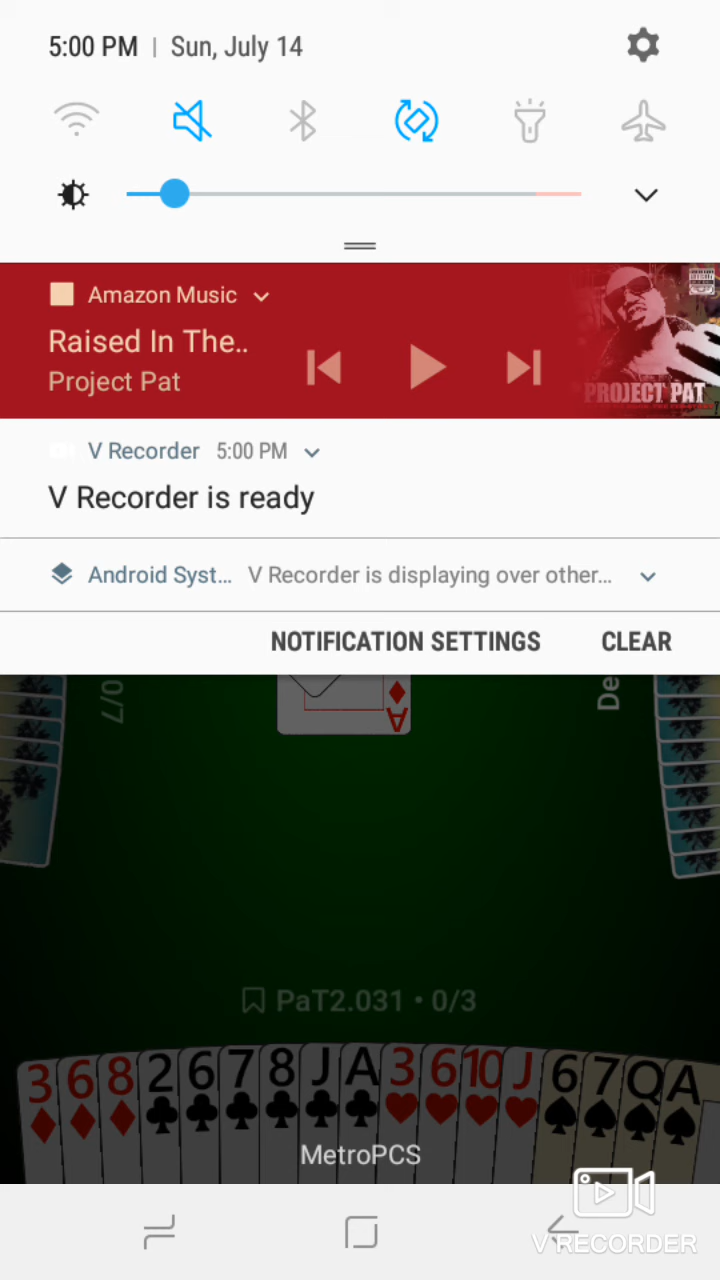 5:00 PM | Sun, July 14
Amazon Music
Raised In The..
Project Pat
PROJECT PAT
V Recorder 5:00 PM
V Recorder is ready
Android Syst... V Recorder is displaying over other...
NOTIFICATION SETTINGS CLEAR
0/7
A
De
PaT2.031 • 0/3
3 6 8 2 6 7 8 J A 3 6 10 J 6 7 Q A
MetroPCS
V RECORDER